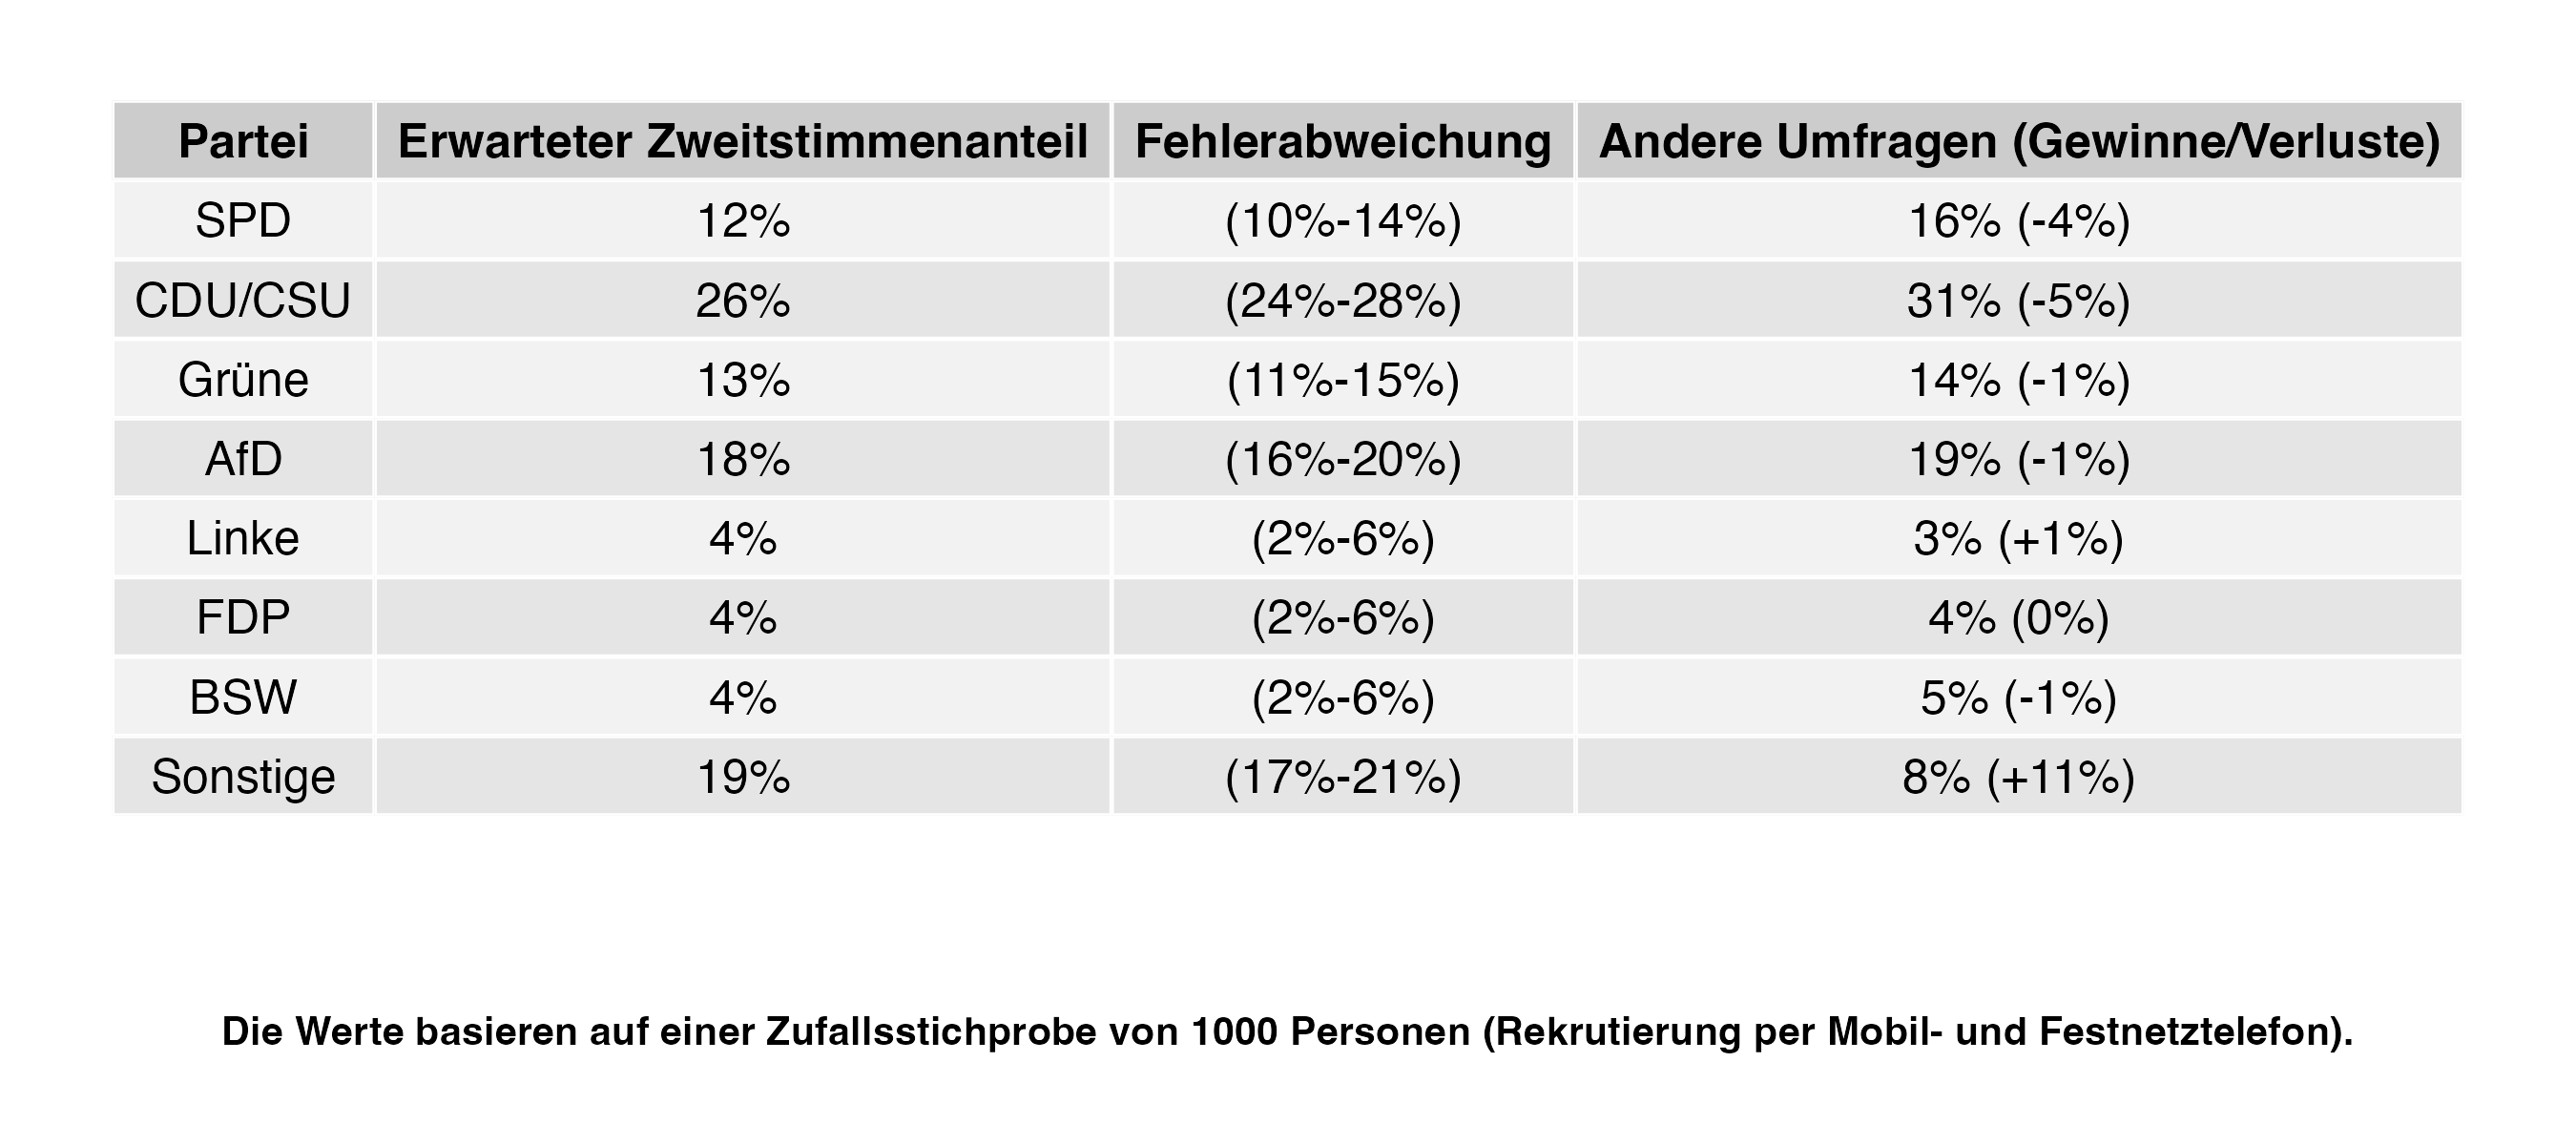 Partei Erwarteter Zweitstimmenanteil Fehlerabweichung Andere Umfragen (Gewinne/Verluste)
SPD 12% (10%-14%) 16% (-4%)
CDU/CSU 26% (24%-28%) 31% (-5%)
Grüne 13% (11%-15%) 14% (-1%)
AfD 18% (16%-20%) 19% (-1%)
Linke 4% (2%-6%) 3% (+1%)
FDP 4% (2%-6%) 4% (0%)
BSW 4% (2%-6%) 5% (-1%)
Sonstige 19% (17%-21%) 8% (+11%)
Die Werte basieren auf einer Zufallsstichprobe von 1000 Personen (Rekrutierung per Mobil- und Festnetztelefon).